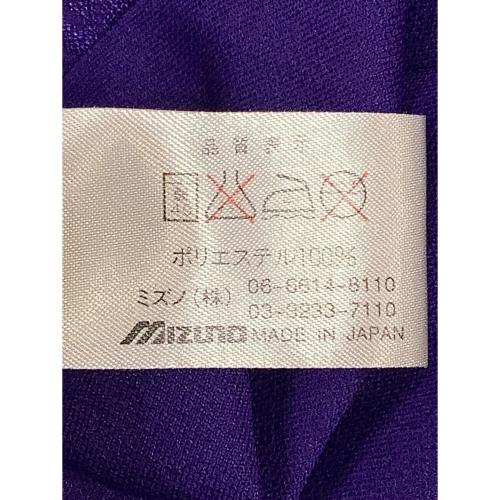 品質表示
ポリエステル100%
ミズノ(株) 06-6614-8110
03-3233-7110
MIZUNO MADE IN JAPAN